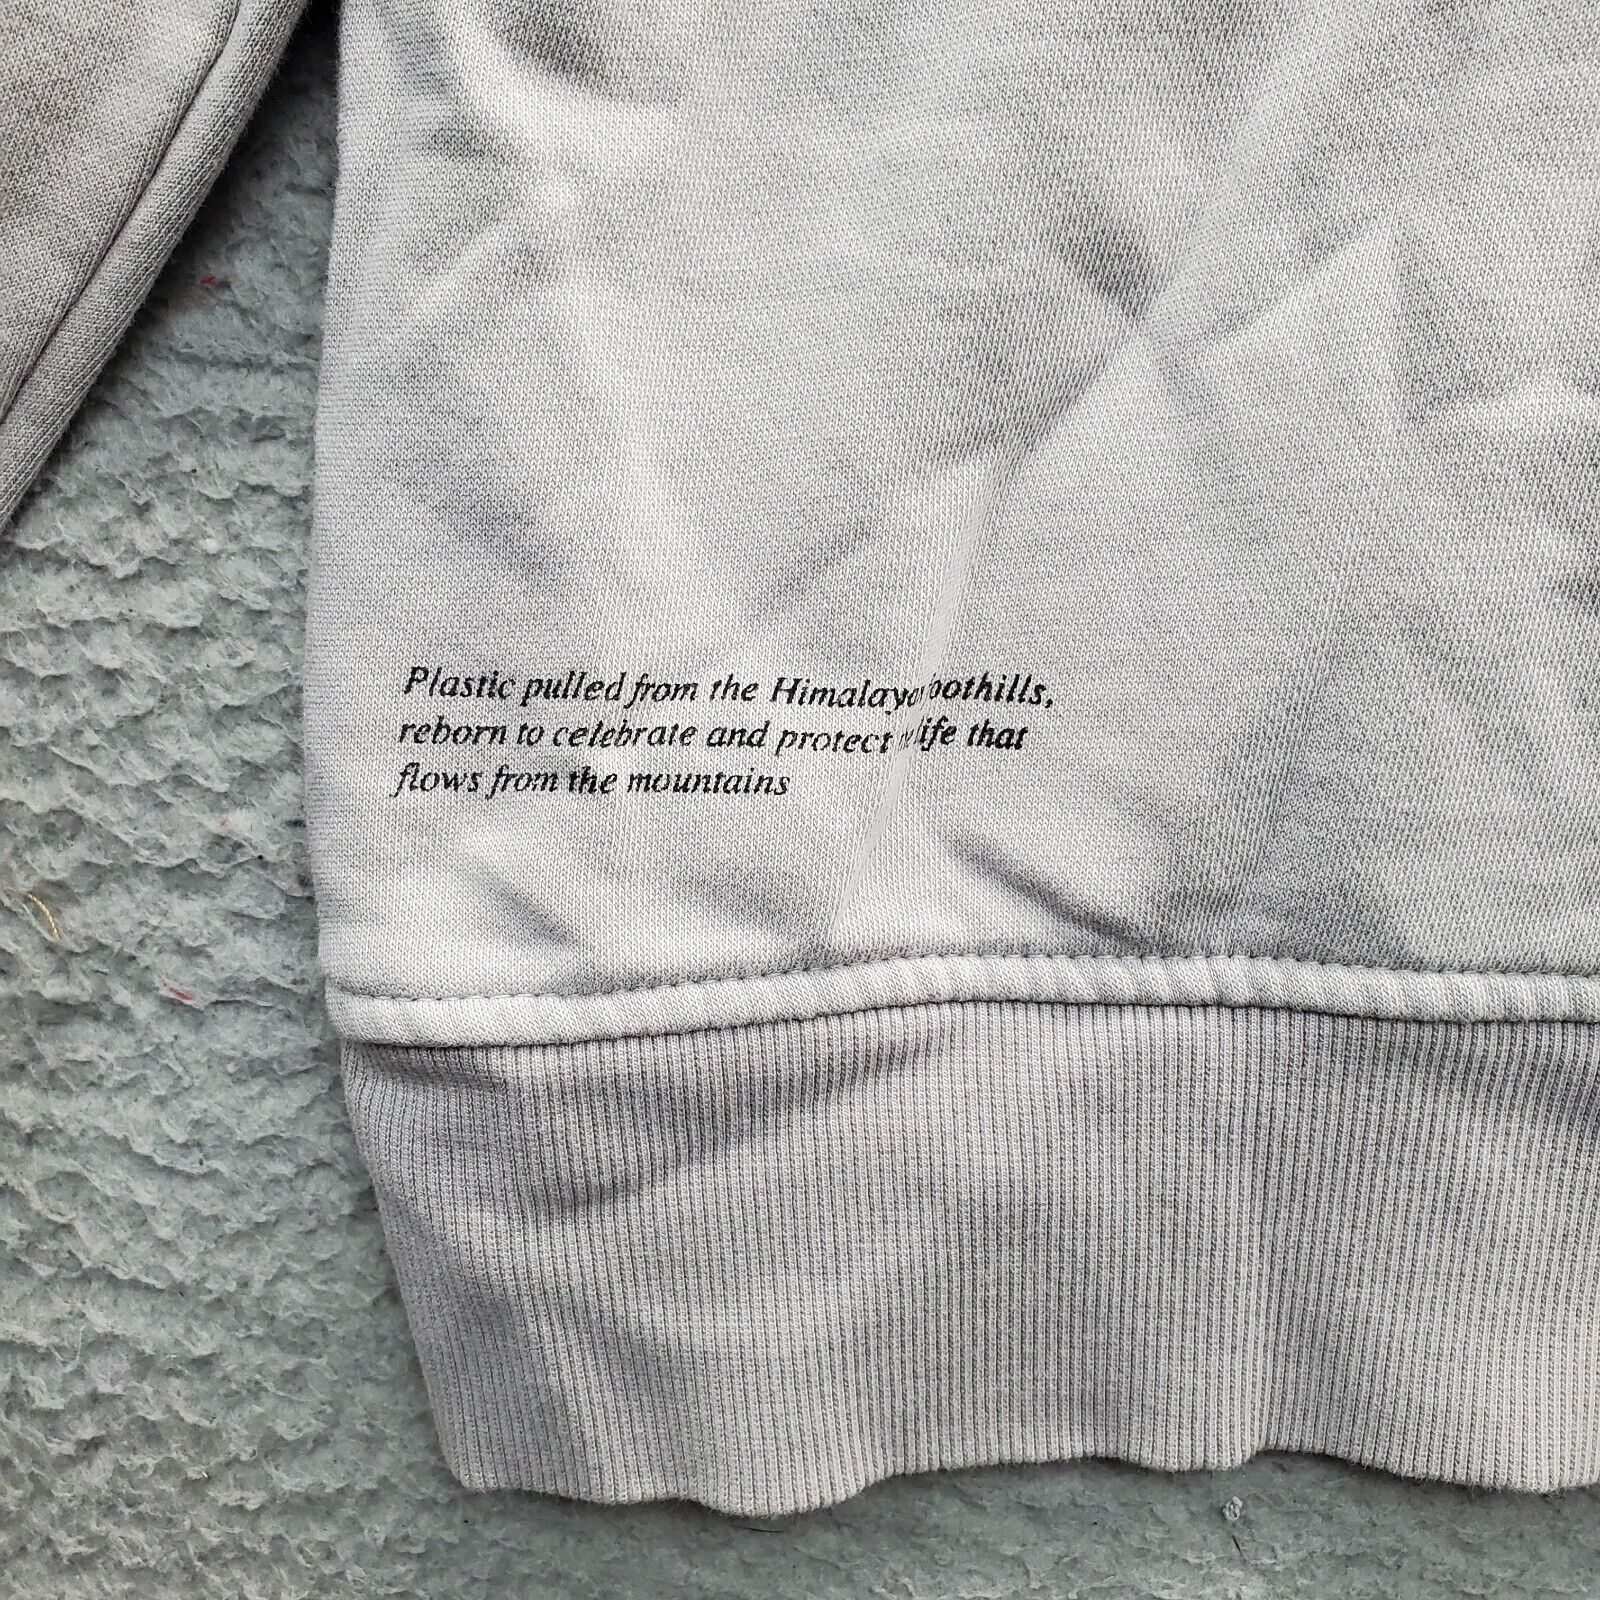 Plastic pulled from the Himalayan foothills,
reborn to celebrate and protect life that
flows from the mountains